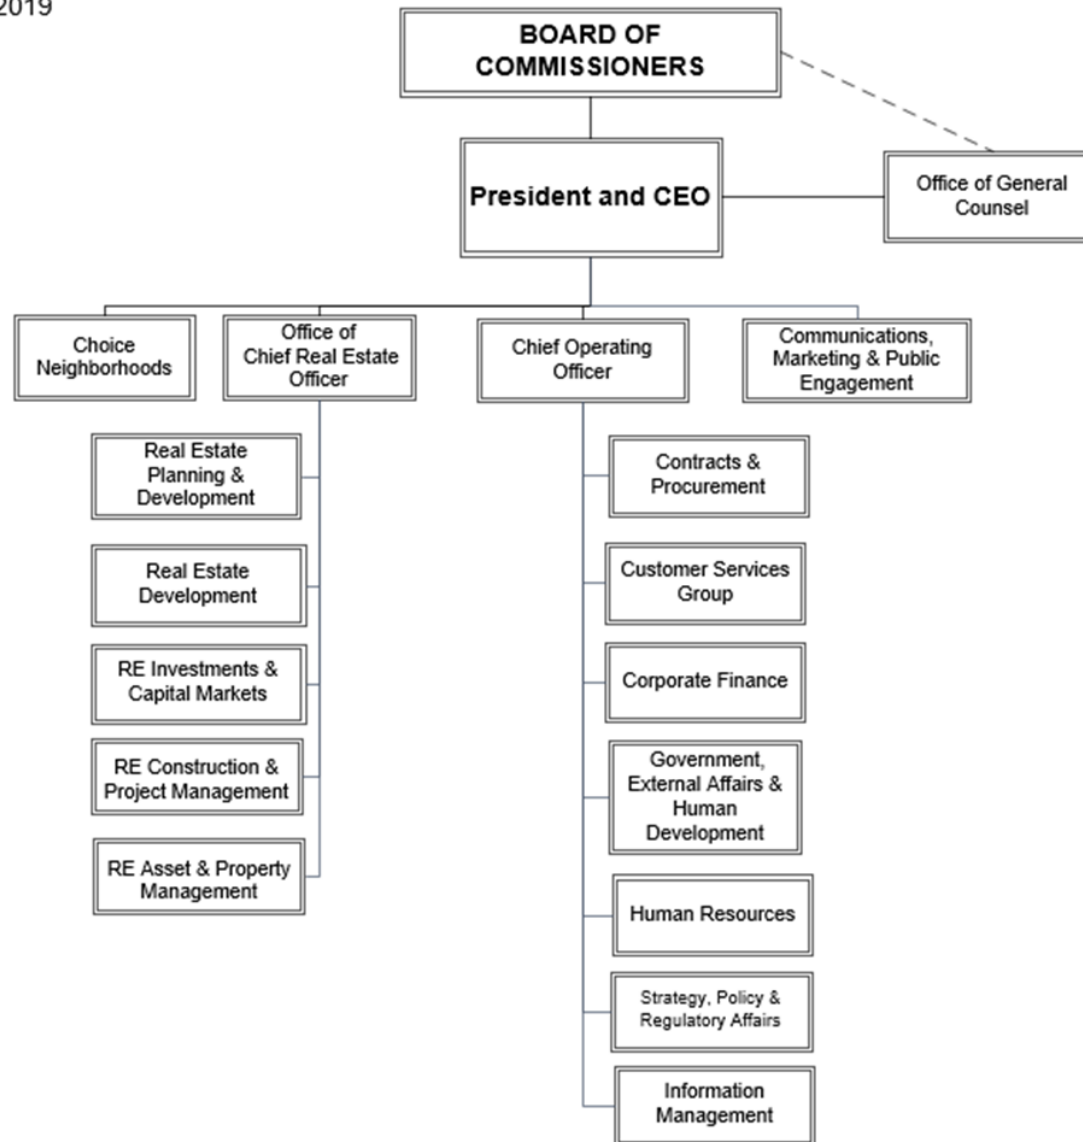 2019
BOARD OF
COMMISSIONERS
President and CEO
Office of General
Counsel
Choice
Neighborhoods
Office of
Chief Real Estate
Officer
Chief Operating
Officer
Communications,
Marketing & Public
Engagement
Real Estate
Planning &
Development
Real Estate
Development
RE Investments &
Capital Markets
RE Construction &
Project Management
RE Asset & Property
Management
Contracts &
Procurement
Customer Services
Group
Corporate Finance
Government,
External Affairs &
Human
Development
Human Resources
Strategy, Policy &
Regulatory Affairs
Information
Management